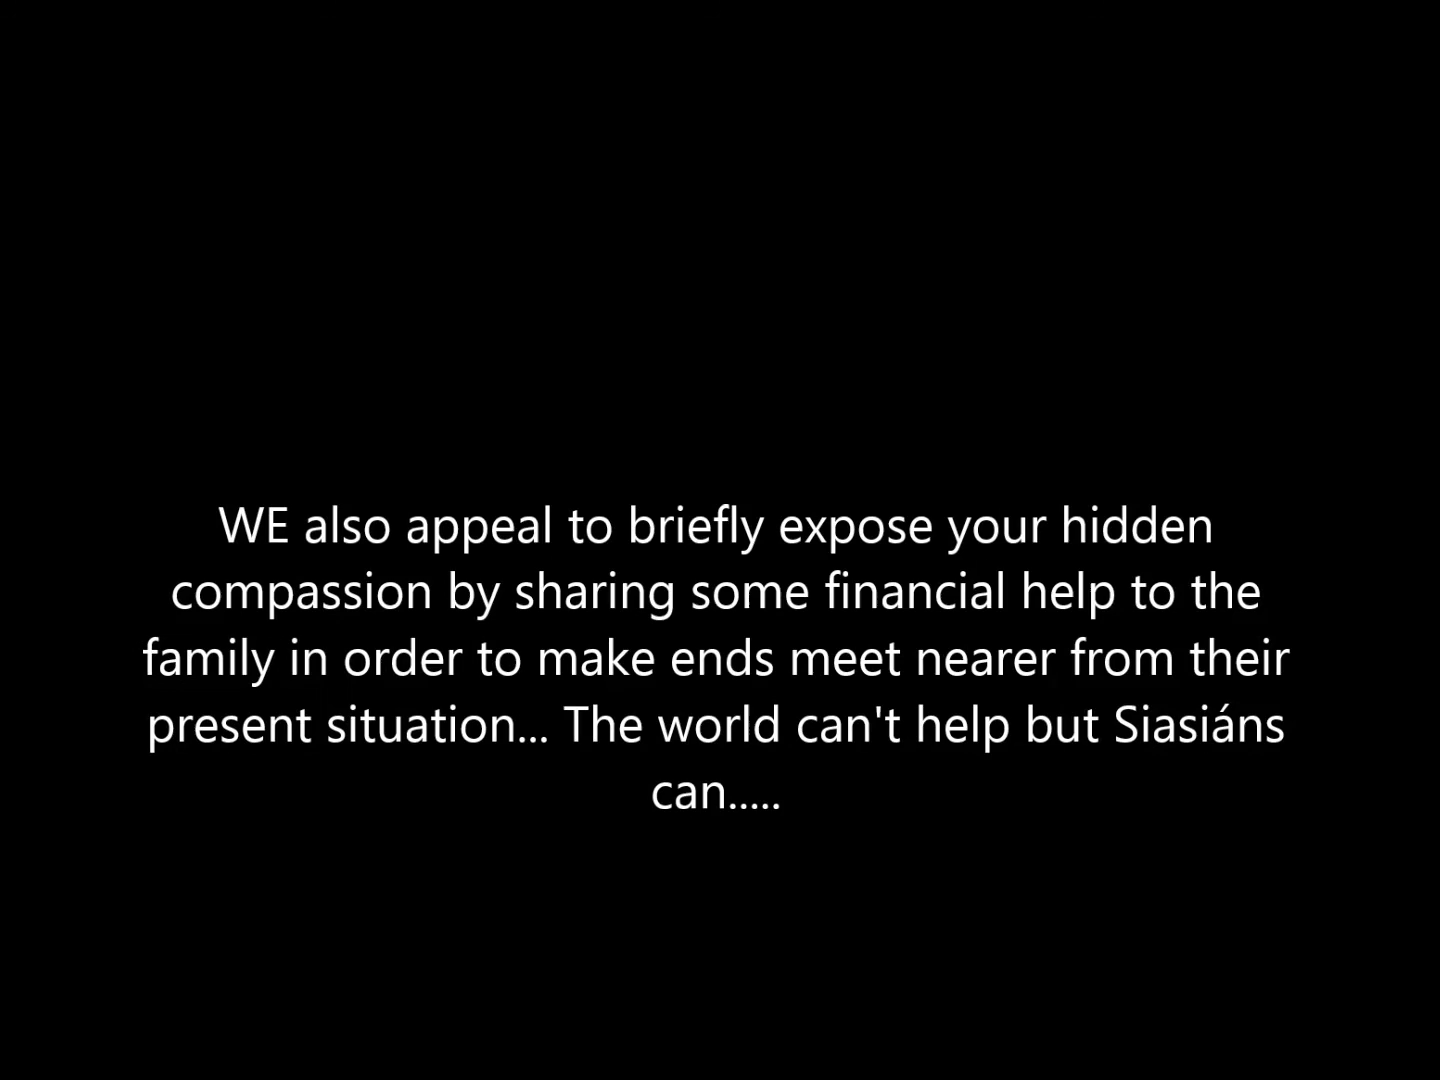 WE also appeal to briefly expose your hidden
compassion by sharing some financial help to the
family in order to make ends meet nearer from their
present situation... The world can't help but Siasiáns
can.....